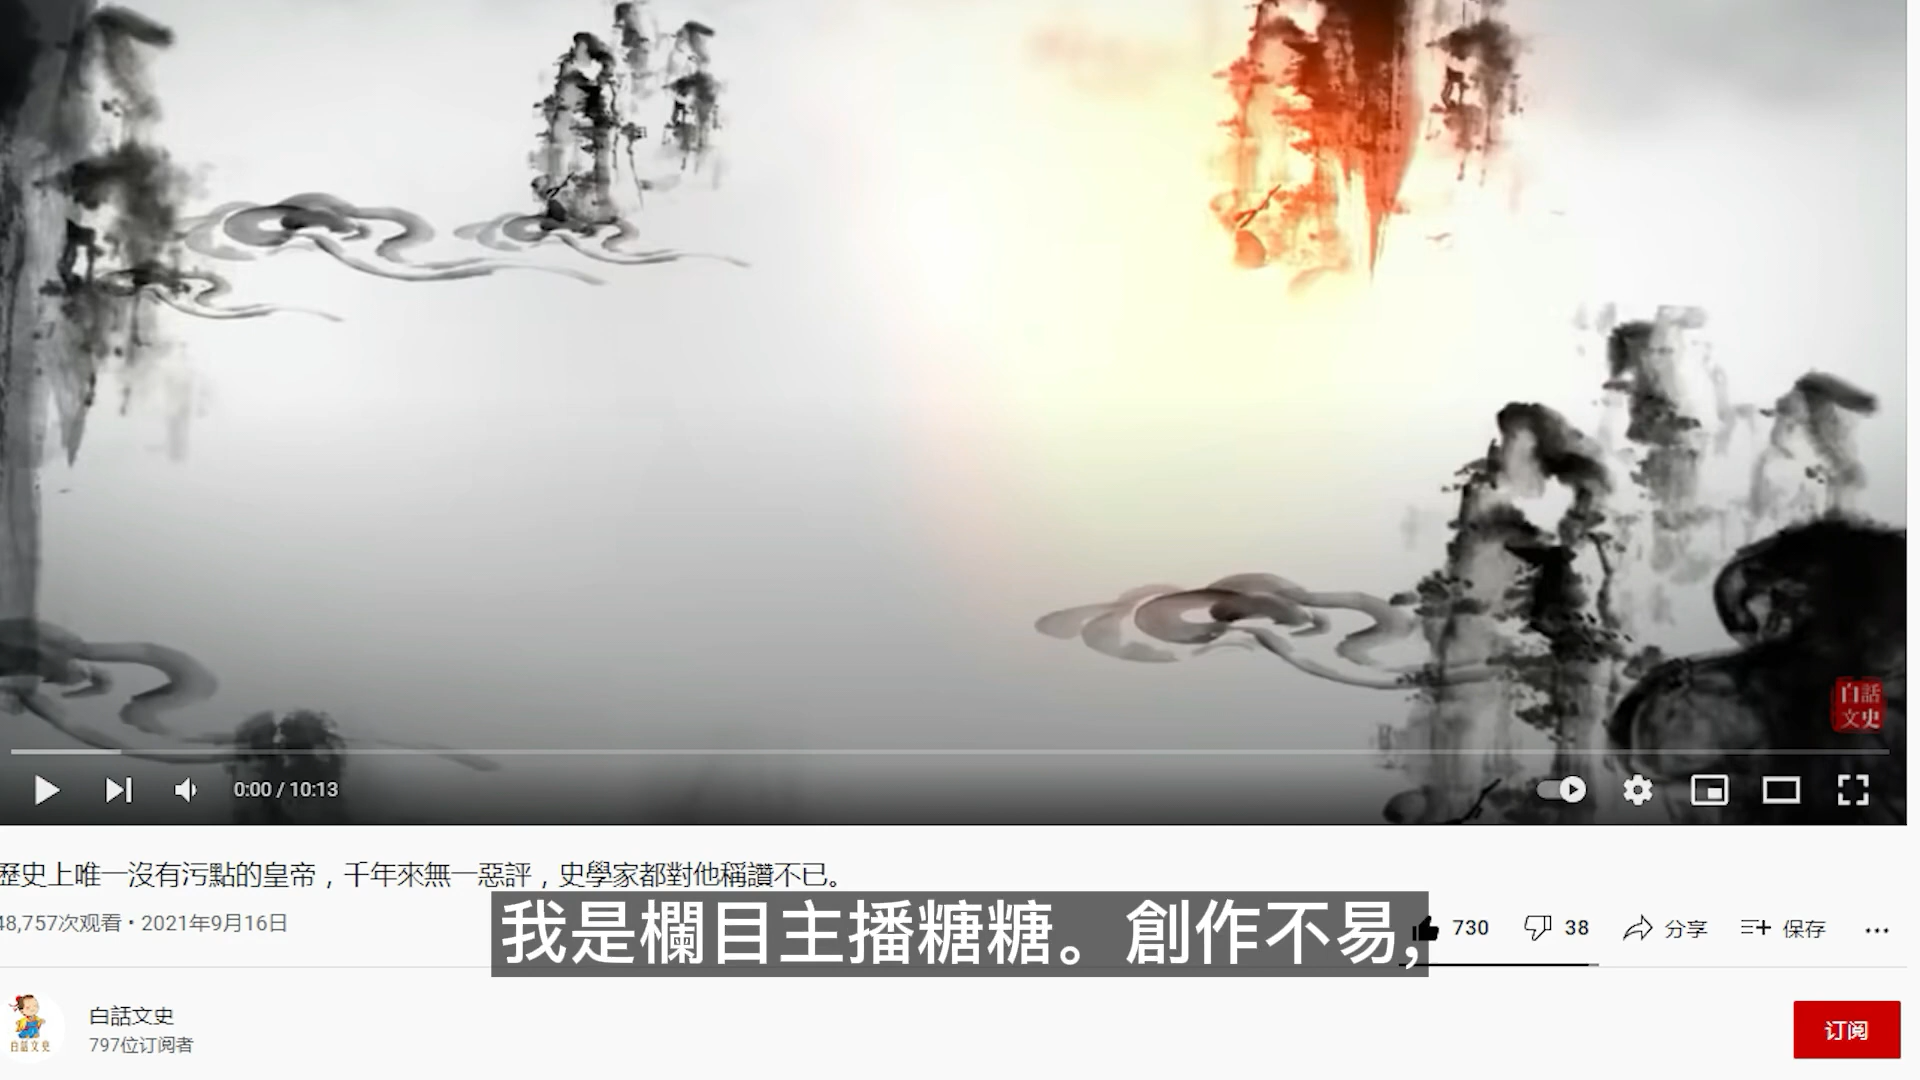 白話
文史
0:00 / 10:13
歷史上唯一沒有污點的皇帝，千年來無一惡評，史學家都對他稱讚不已。
48,757次观看 • 2021年9月16日
730
38
分享
保存
我是欄目主播糖糖。創作不易,
白話文史
白話文史
797位订阅者
订阅